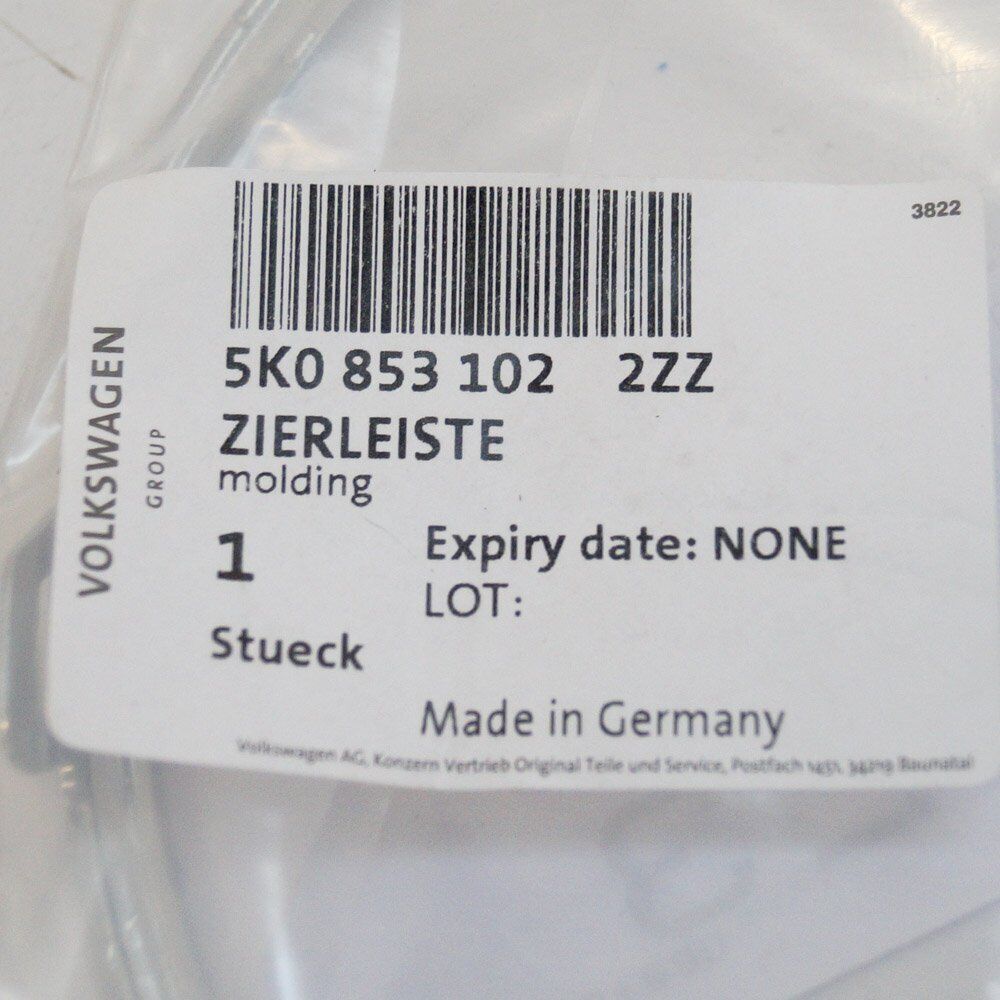 3822
5K0 853 102 2ZZ
ZIERLEISTE
molding
1
Expiry date: NONE
LOT:
Stueck
Made in Germany
Volkswagen AG, Konzern Vertrieb Original Teile und Service, Postfach 1451, 34219 Baunatal
VOLKSWAGEN
GROUP